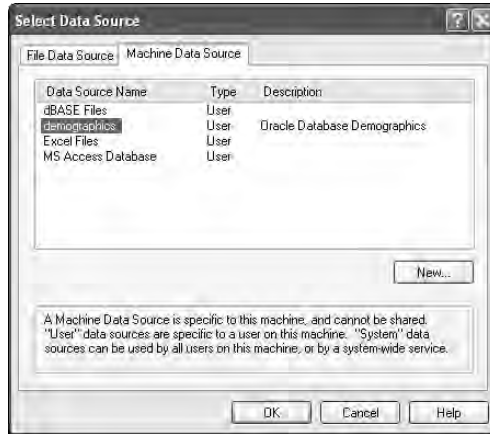 Select Data Source
File Data Source Machine Data Source
Data Source Name Type Description
dBASE Files User
demographics User Oracle Database Demographics
Excel Files User
MS Access Database User
New...
A Machine Data Source is specific to this machine, and cannot be shared.
"User" data sources are specific to a user on this machine. "System" data
sources can be used by all users on this machine, or by a system-wide service.
OK Cancel Help